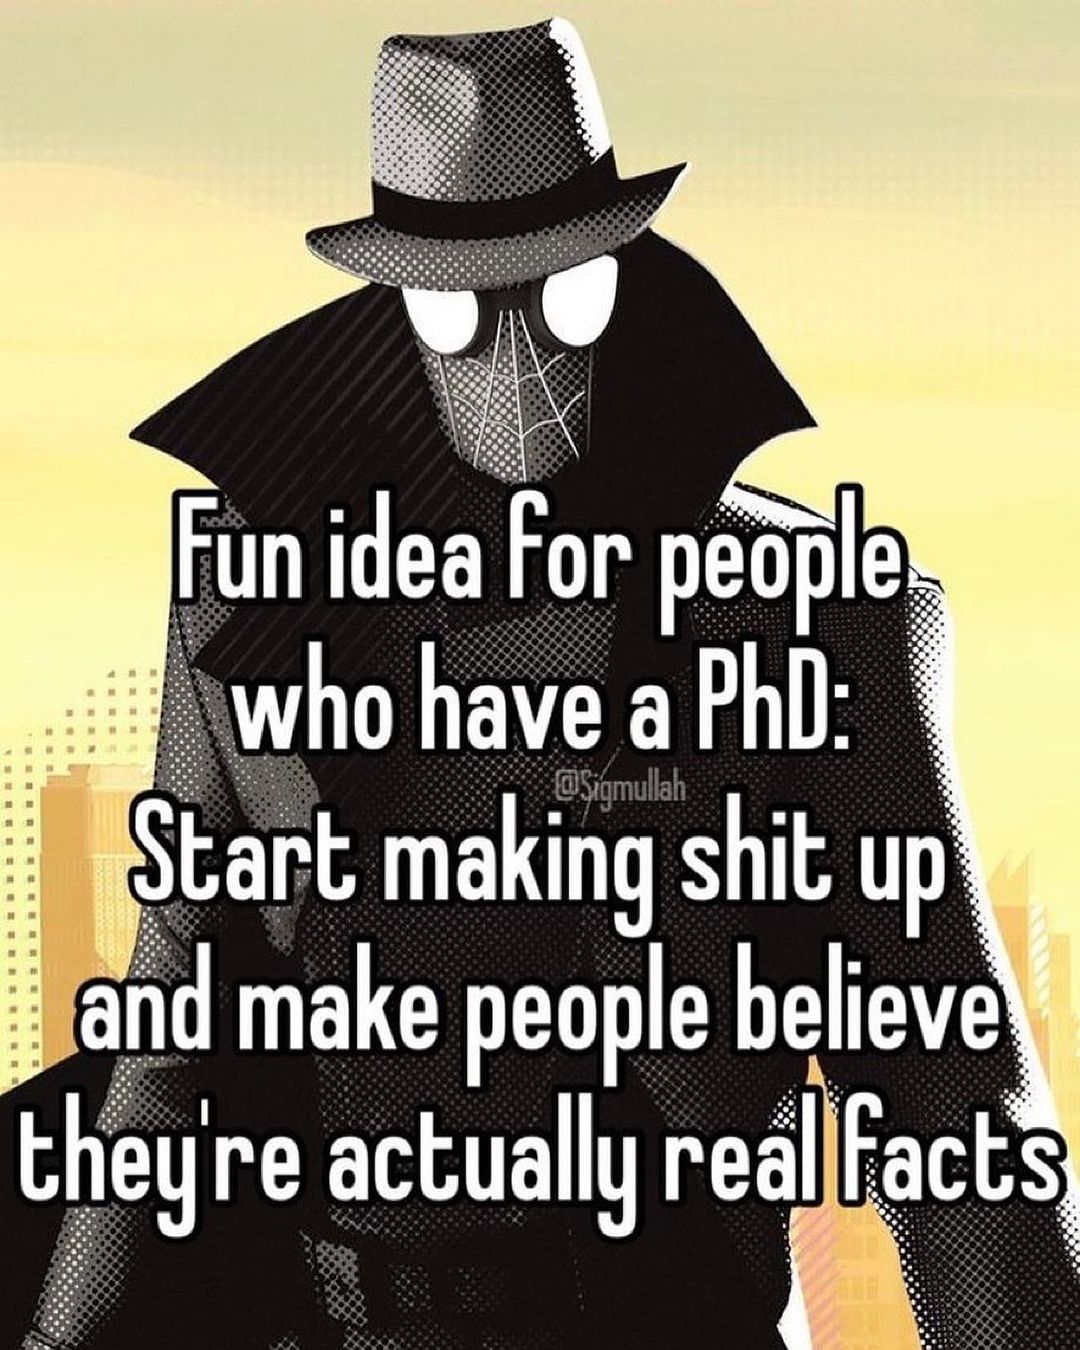 Fun idea for people
who have a PhD:
@Sigmullah
Start making shit up
and make people believe
they're actually real facts